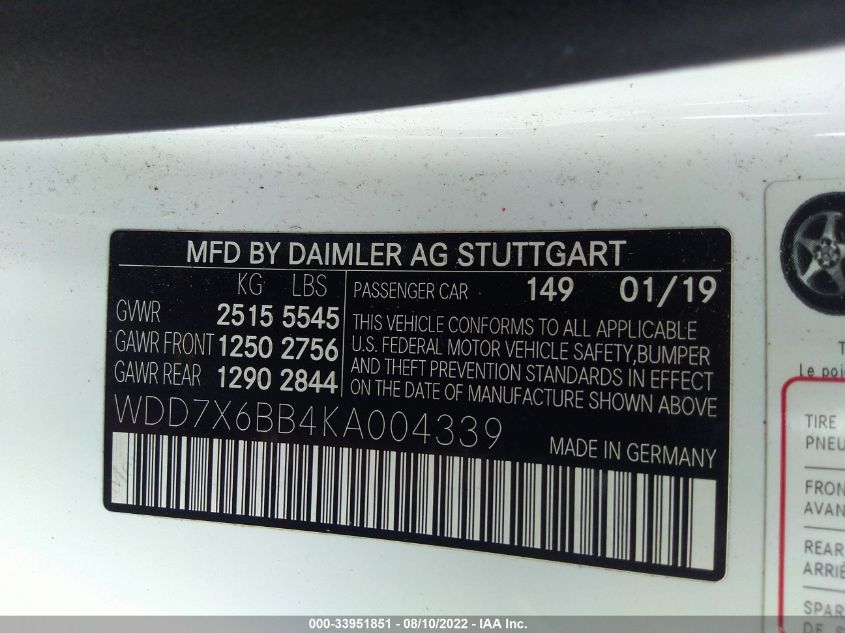 MFD BY DAIMLER AG STUTTGART
KG LBS
GVWR 2515 5545
GAWR FRONT 1250 2756
GAWR REAR 1290 2844
PASSENGER CAR 149 01/19
THIS VEHICLE CONFORMS TO ALL APPLICABLE
U.S. FEDERAL MOTOR VEHICLE SAFETY,BUMPER
AND THEFT PREVENTION STANDARDS IN EFFECT
ON THE DATE OF MANUFACTURE SHOWN ABOVE
WDD7X6BB4KA004339
MADE IN GERMANY
T
Le poi
TIRE
PNEU
FRON
AVAN
REAR
ARRIÈ
SPAR
DE S
000-33951851 - 08/10/2022 - IAA Inc.